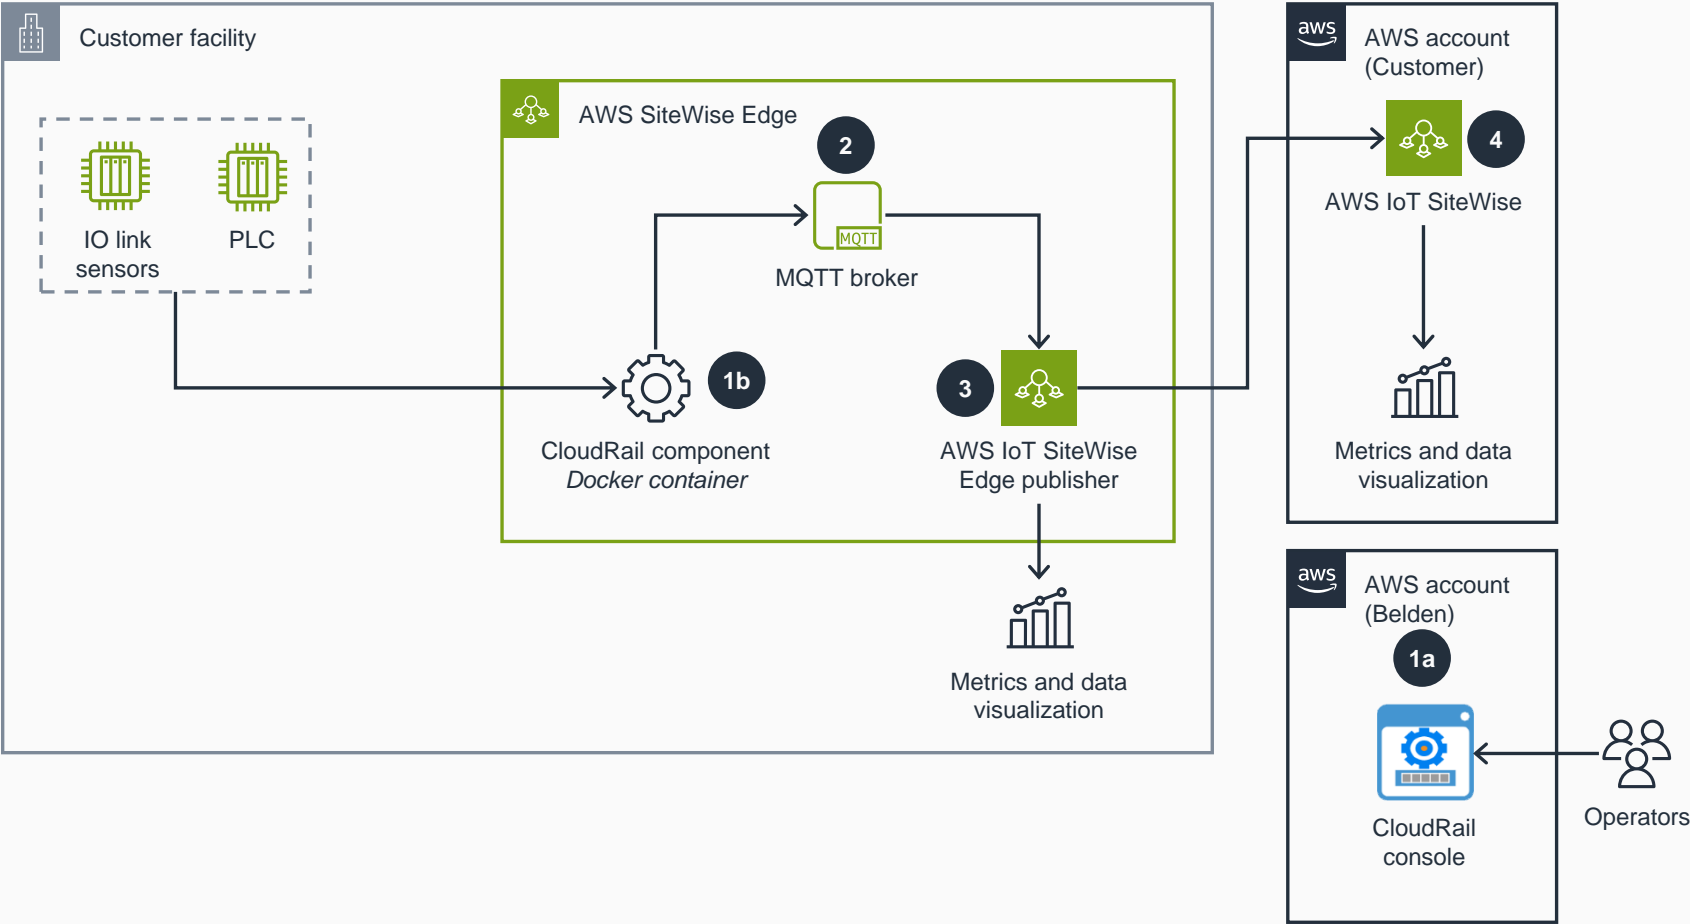 Customer facility
AWS SiteWise Edge
IO link
sensors
PLC
2
MQTT
MQTT broker
1b
CloudRail component
Docker container
3
AWS IoT SiteWise
Edge publisher
Metrics and data
visualization
aws
AWS account
(Customer)
4
AWS IoT SiteWise
Metrics and data
visualization
aws
AWS account
(Belden)
1a
CloudRail
console
Operators